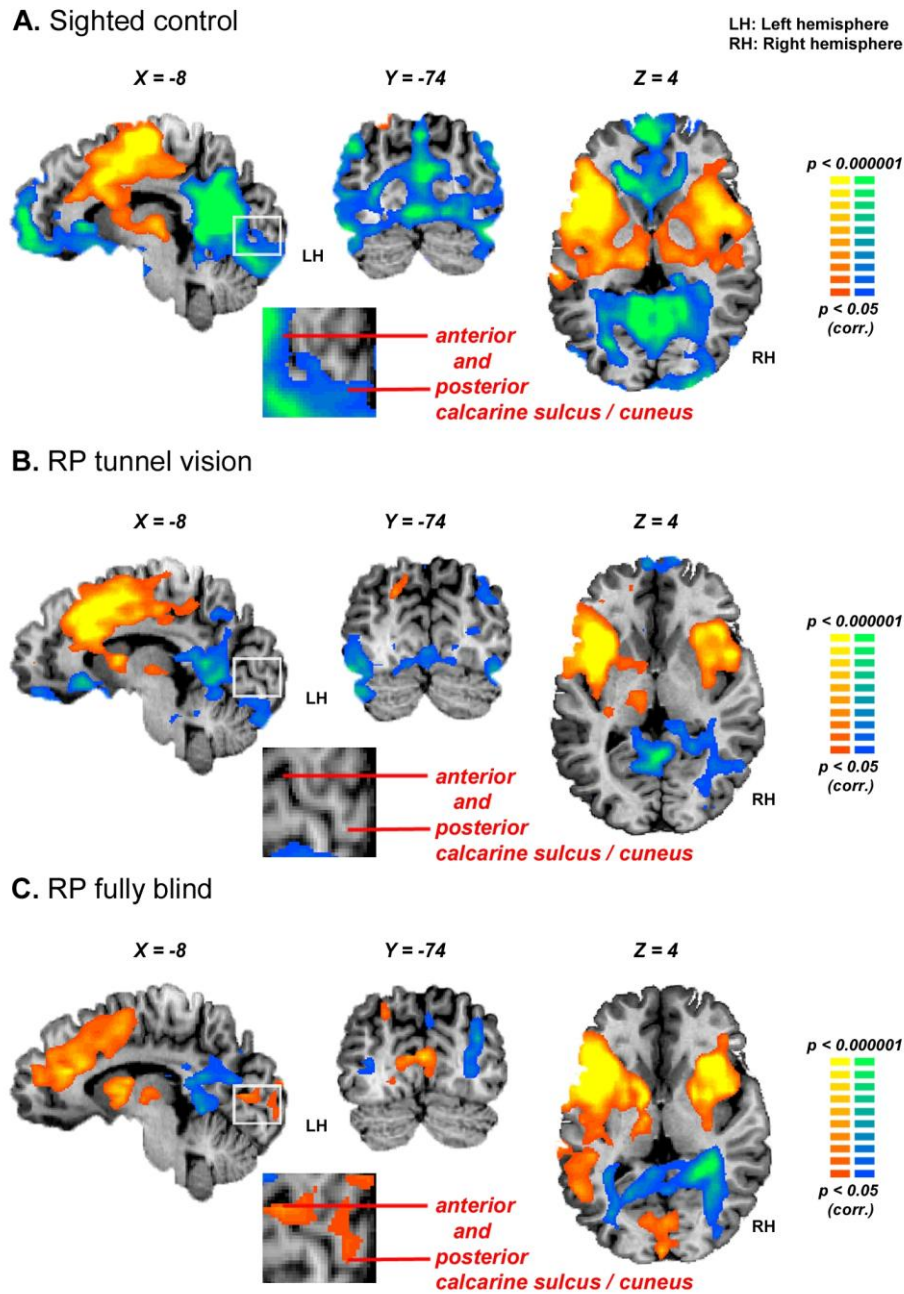 A. Sighted control
LH: Left hemisphere
RH: Right hemisphere
X = -8
Y = -74
Z = 4
p < 0.000001
LH
p < 0.05
(corr.)
RH
anterior
and
posterior
calcarine sulcus / cuneus
B. RP tunnel vision
X = -8
Y = -74
Z = 4
p < 0.000001
LH
p < 0.05
(corr.)
RH
anterior
and
posterior
calcarine sulcus / cuneus
C. RP fully blind
X = -8
Y = -74
Z = 4
p < 0.000001
LH
p < 0.05
(corr.)
RH
anterior
and
posterior
calcarine sulcus / cuneus